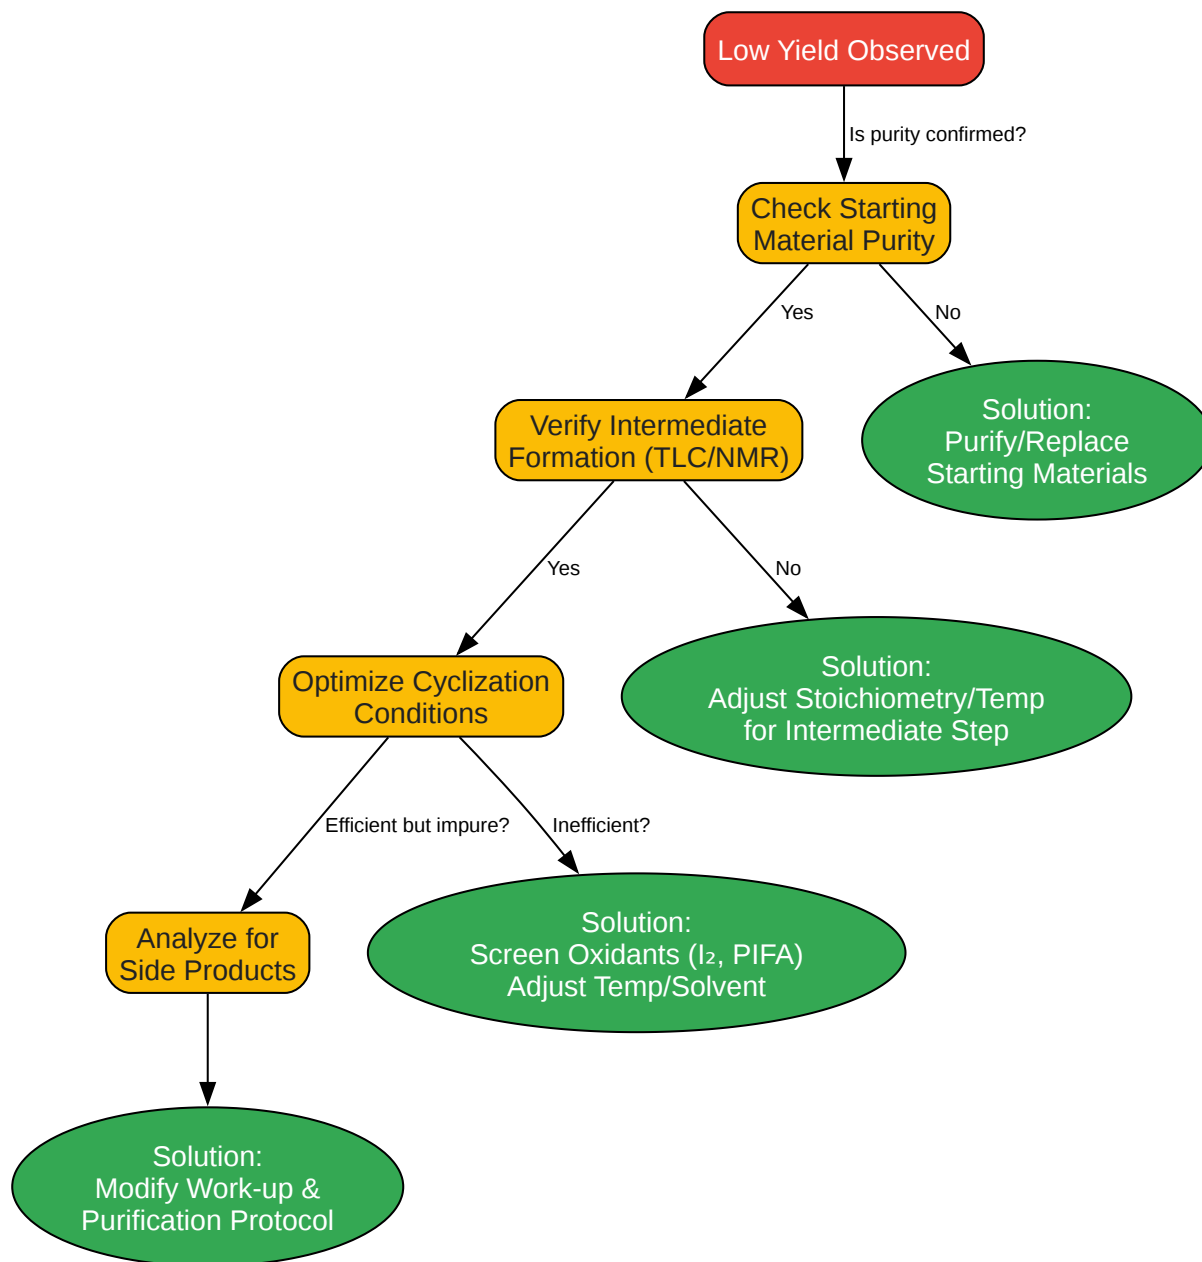 Low Yield Observed
Is purity confirmed?
Check Starting
Material Purity
Yes
No
Verify Intermediate
Formation (TLC/NMR)
Solution:
Purify/Replace
Starting Materials
Yes
No
Optimize Cyclization
Conditions
Solution:
Adjust Stoichiometry/Temp
for Intermediate Step
Efficient but impure?
Inefficient?
Analyze for
Side Products
Solution:
Screen Oxidants (I₂, PIFA)
Adjust Temp/Solvent
Solution:
Modify Work-up &
Purification Protocol